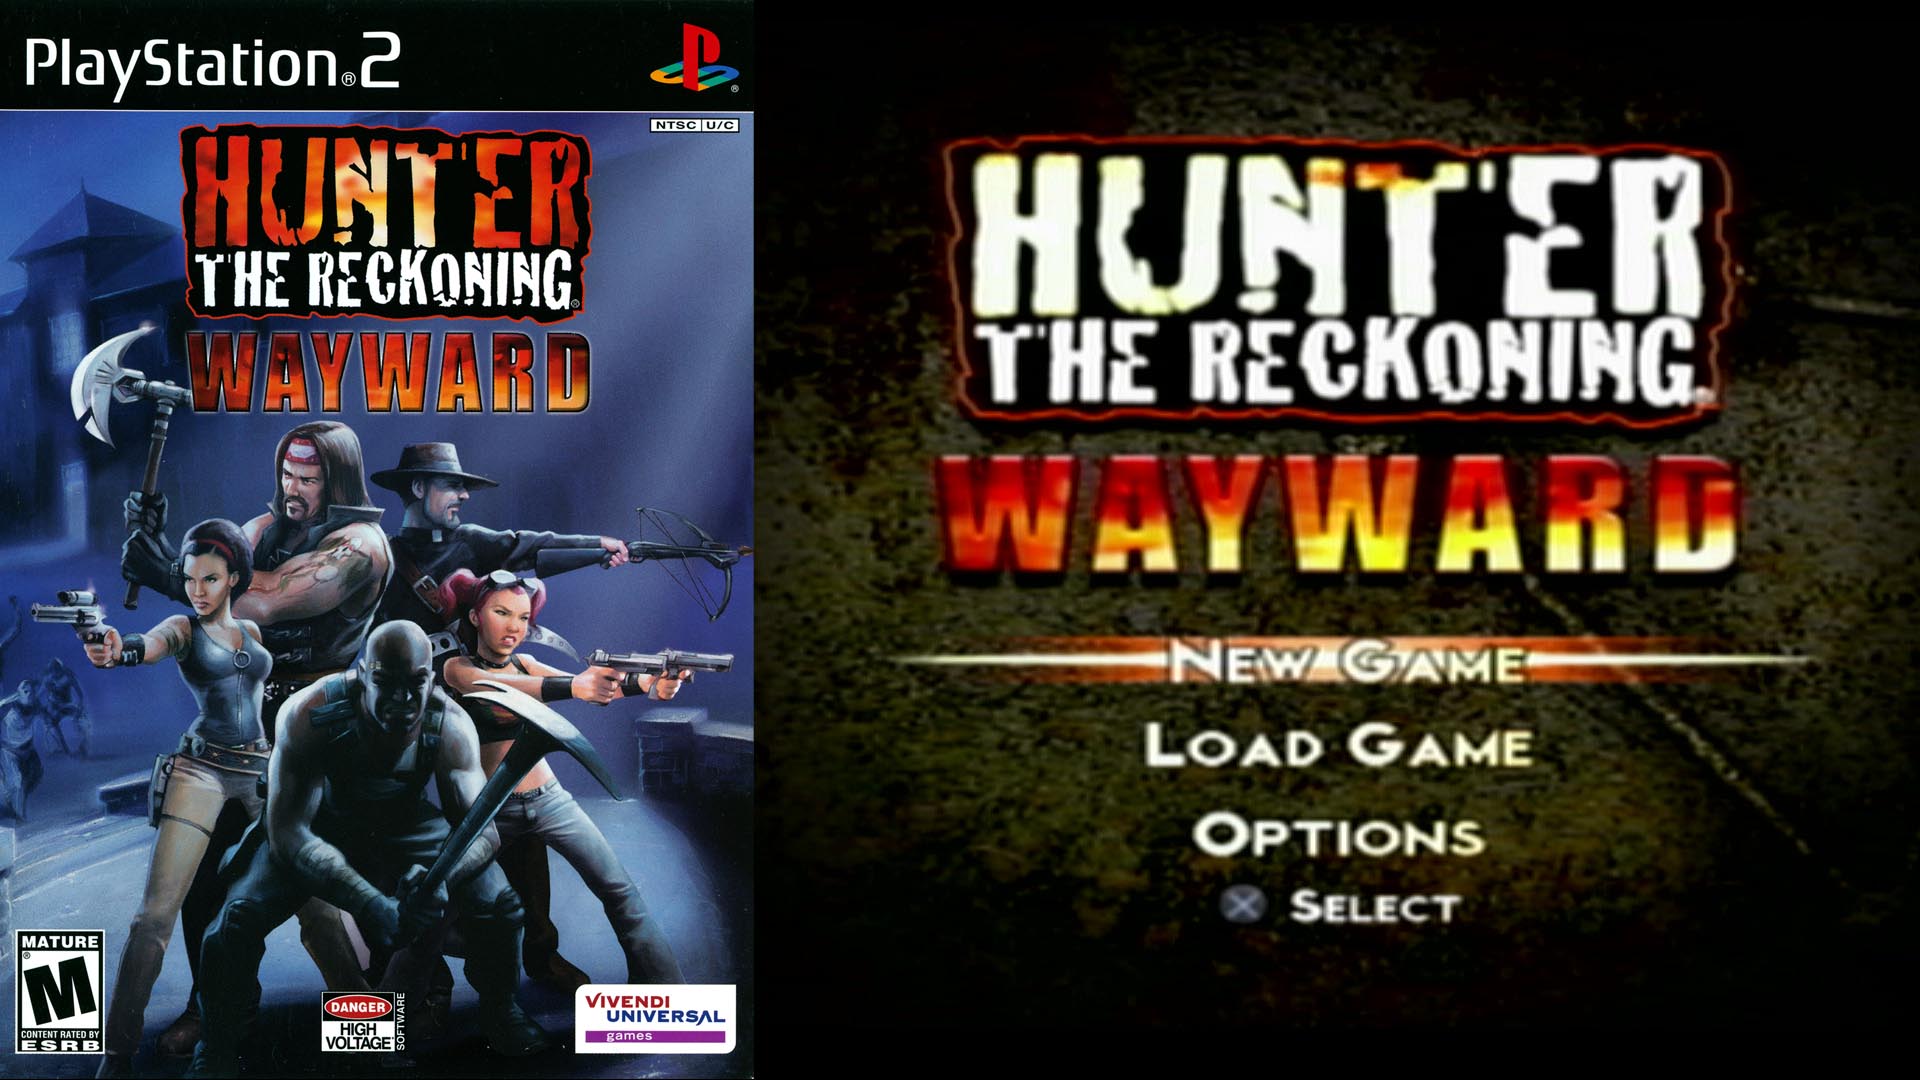 PlayStation®2
NTSC U/C
HUNTER
THE RECKONING®
WAYWARD
MATURE
M
®
CONTENT RATED BY
ESRB
DANGER
HIGH
VOLTAGE
SOFTWARE
VIVENDI
UNIVERSAL
games
HUNTER
THE RECKONING
WAYWARD
NEW GAME
LOAD GAME
OPTIONS
SELECT